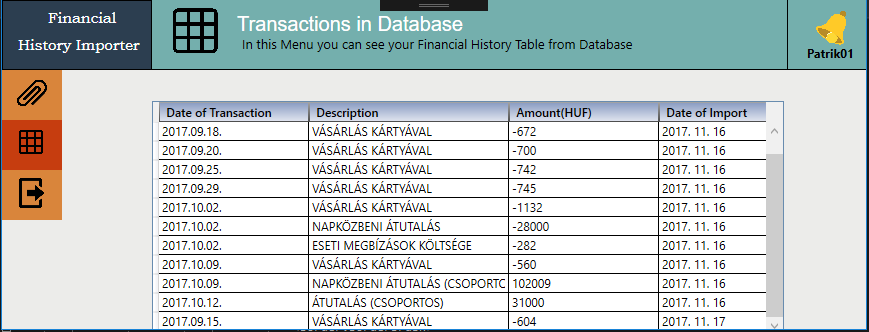 Financial
History Importer
Transactions in Database
In this Menu you can see your Financial History Table from Database
Patrik01
Date of Transaction Description Amount(HUF) Date of Import
2017.09.18. VÁSÁRLÁS KÁRTYÁVAL -672 2017. 11. 16
2017.09.20. VÁSÁRLÁS KÁRTYÁVAL -700 2017. 11. 16
2017.09.25. VÁSÁRLÁS KÁRTYÁVAL -742 2017. 11. 16
2017.09.29. VÁSÁRLÁS KÁRTYÁVAL -745 2017. 11. 16
2017.10.02. VÁSÁRLÁS KÁRTYÁVAL -1132 2017. 11. 16
2017.10.02. NAPKÖZBENI ÁTUTALÁS -28000 2017. 11. 16
2017.10.02. ESETI MEGBÍZÁSOK KÖLTSÉGE -282 2017. 11. 16
2017.10.09. VÁSÁRLÁS KÁRTYÁVAL -560 2017. 11. 16
2017.10.09. NAPKÖZBENI ÁTUTALÁS (CSOPORTO 102009 2017. 11. 16
2017.10.12. ÁTUTALÁS (CSOPORTOS) 31000 2017. 11. 16
2017.09.15. VÁSÁRLÁS KÁRTYÁVAL -604 2017. 11. 17